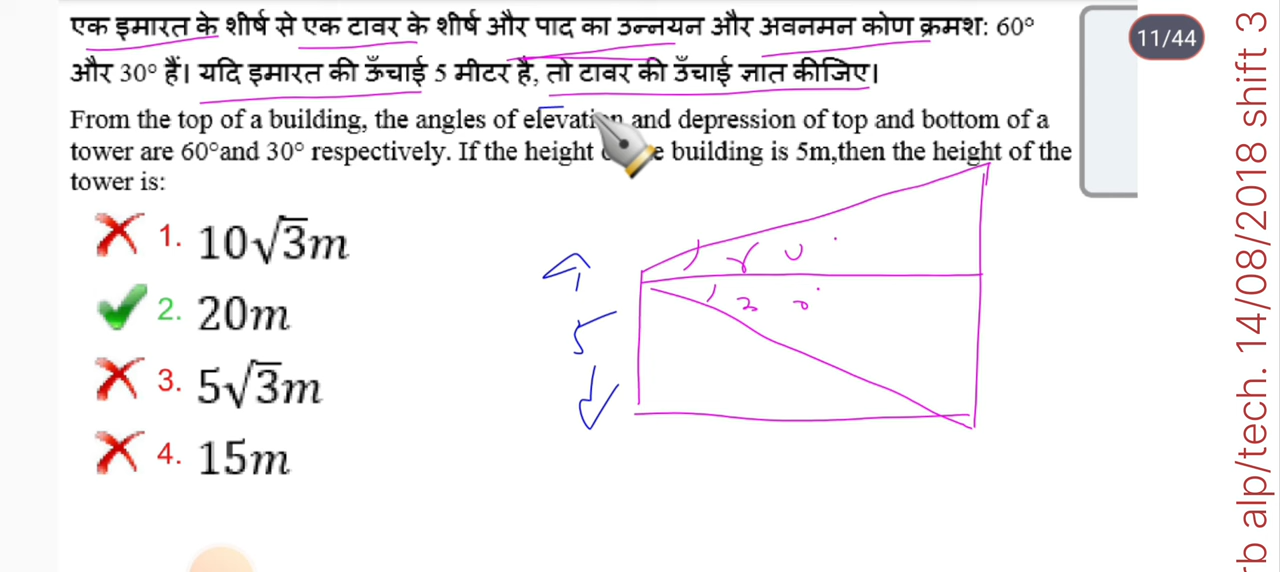 एक इमारत के शीर्ष से एक टावर के शीर्ष और पाद का उन्नयन और अवनमन कोण क्रमश: 60°
और 30° हैं। यदि इमारत की ऊँचाई 5 मीटर है, तो टावर की उँचाई ज्ञात कीजिए।
From the top of a building, the angles of elevation and depression of top and bottom of a
tower are 60°and 30° respectively. If the height building is 5m,then the height of the
tower is:
1. 10√3m
2. 20m
3. 5√3m
4. 15m
5
11/44
rb alp/tech. 14/08/2018 shift 3